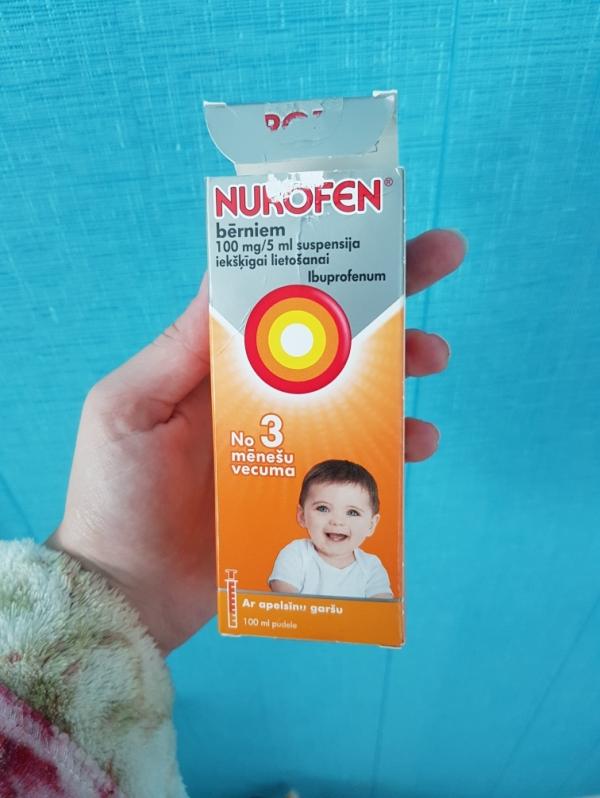 NUROFEN®
bērniem
100 mg/5 ml suspensija
iekšķīgai lietošanai
Ibuprofenum
No 3
mēnešu
vecuma
Ar apelsīnu garšu
100 ml pudele